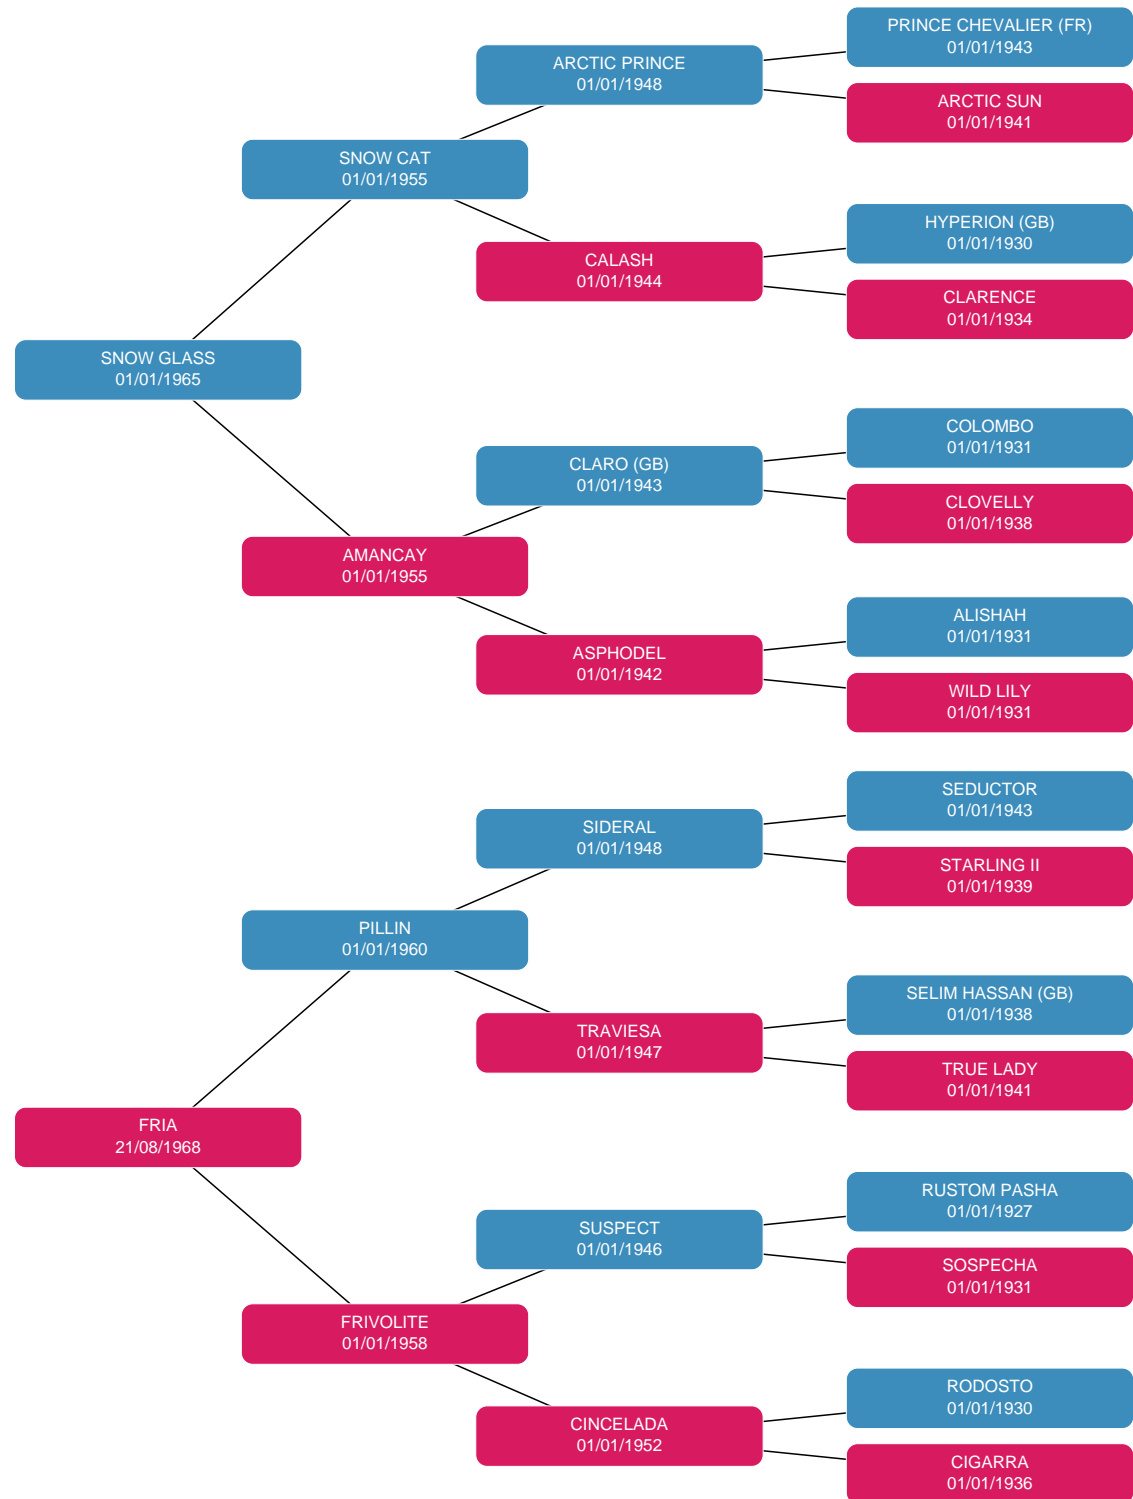 PRINCE CHEVALIER (FR)
01/01/1943
ARCTIC PRINCE
01/01/1948
ARCTIC SUN
01/01/1941
SNOW CAT
01/01/1955
HYPERION (GB)
01/01/1930
CALASH
01/01/1944
CLARENCE
01/01/1934
SNOW GLASS
01/01/1965
COLOMBO
01/01/1931
CLARO (GB)
01/01/1943
CLOVELLY
01/01/1938
AMANCAY
01/01/1955
ALISHAH
01/01/1931
ASPHODEL
01/01/1942
WILD LILY
01/01/1931
SEDUCTOR
01/01/1943
SIDERAL
01/01/1948
STARLING II
01/01/1939
PILLIN
01/01/1960
SELIM HASSAN (GB)
01/01/1938
TRAVIESA
01/01/1947
TRUE LADY
01/01/1941
FRIA
21/08/1968
RUSTOM PASHA
01/01/1927
SUSPECT
01/01/1946
SOSPECHA
01/01/1931
FRIVOLITE
01/01/1958
RODOSTO
01/01/1930
CINCELADA
01/01/1952
CIGARRA
01/01/1936